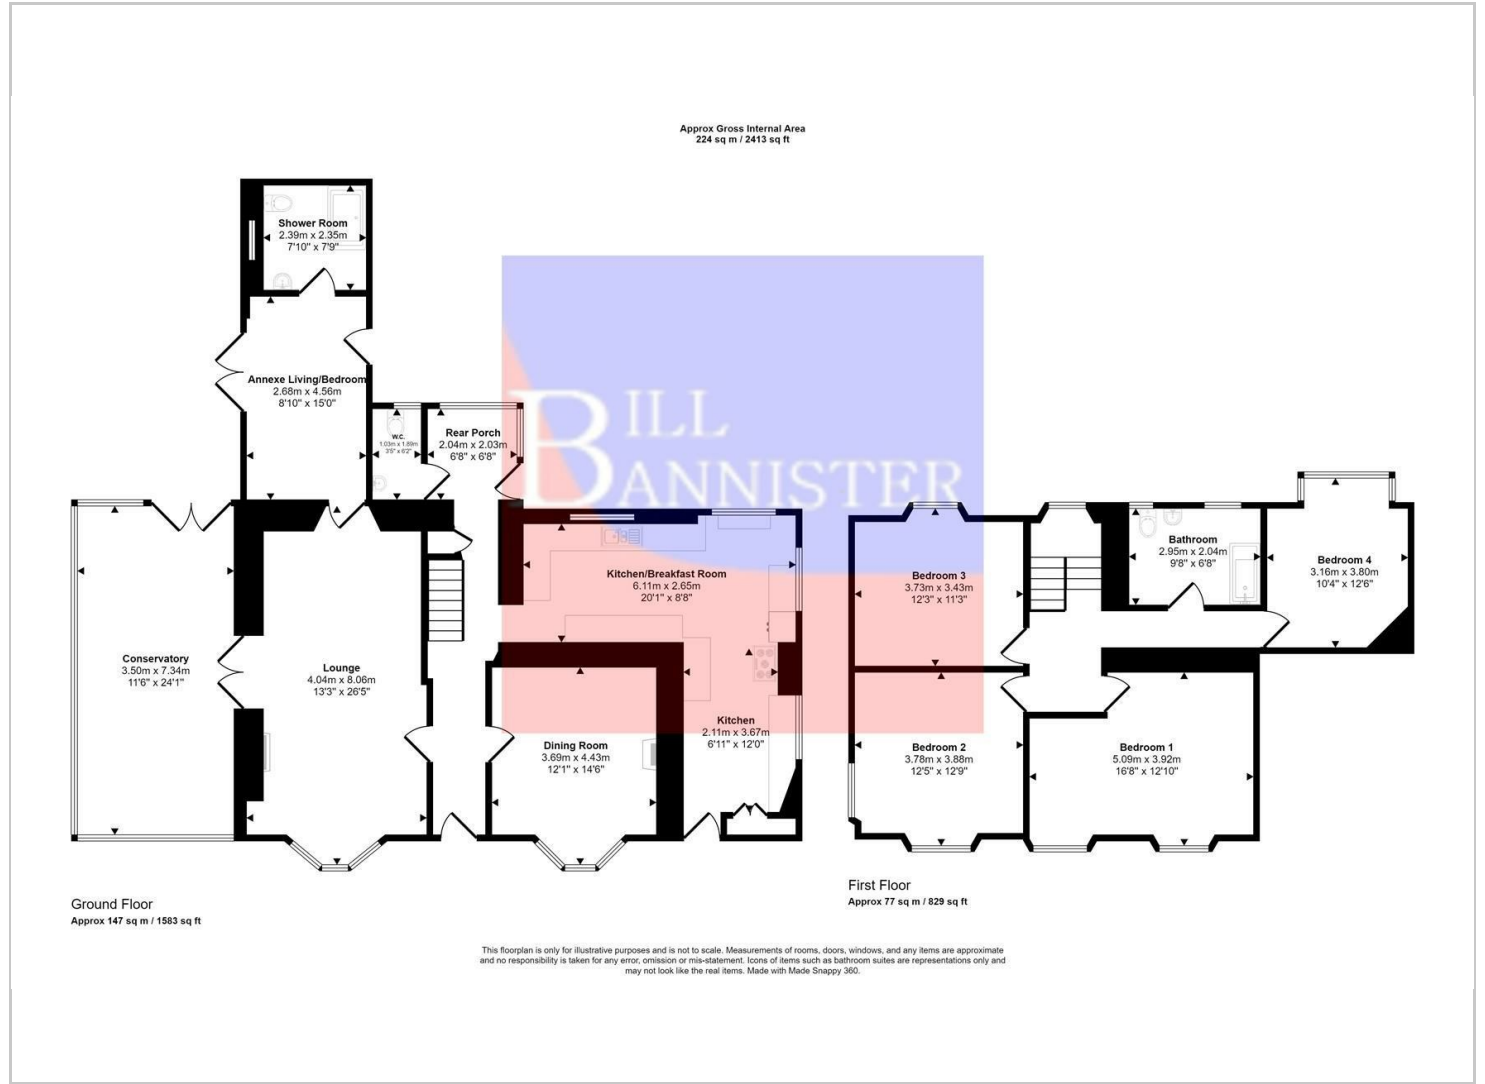 Approx Gross Internal Area
224 sq m / 2413 sq ft
Shower Room
2.39m x 2.35m
7'10" x 7'9"
Annexe Living/Bedroom
2.68m x 4.56m
8'10" x 15'0"
W.C.
1.03m x 1.89m
3'5" x 6'2"
Rear Porch
2.04m x 2.03m
6'8" x 6'8"
BILL
BANNISTER
Kitchen/Breakfast Room
6.11m x 2.65m
20'1" x 8'8"
Conservatory
3.50m x 7.34m
11'6" x 24'1"
Lounge
4.04m x 8.06m
13'3" x 26'5"
Dining Room
3.69m x 4.43m
12'1" x 14'6"
Kitchen
2.11m x 3.67m
6'11" x 12'0"
Bedroom 3
3.73m x 3.43m
12'3" x 11'3"
Bathroom
2.95m x 2.04m
9'8" x 6'8"
Bedroom 4
3.16m x 3.80m
10'4" x 12'6"
Bedroom 2
3.78m x 3.88m
12'5" x 12'9"
Bedroom 1
5.09m x 3.92m
16'8" x 12'10"
Ground Floor
Approx 147 sq m / 1583 sq ft
First Floor
Approx 77 sq m / 829 sq ft
This floorplan is only for illustrative purposes and is not to scale. Measurements of rooms, doors, windows, and any items are approximate
and no responsibility is taken for any error, omission or mis-statement. Icons of items such as bathroom suites are representations only and
may not look like the real items. Made with Made Snappy 360.